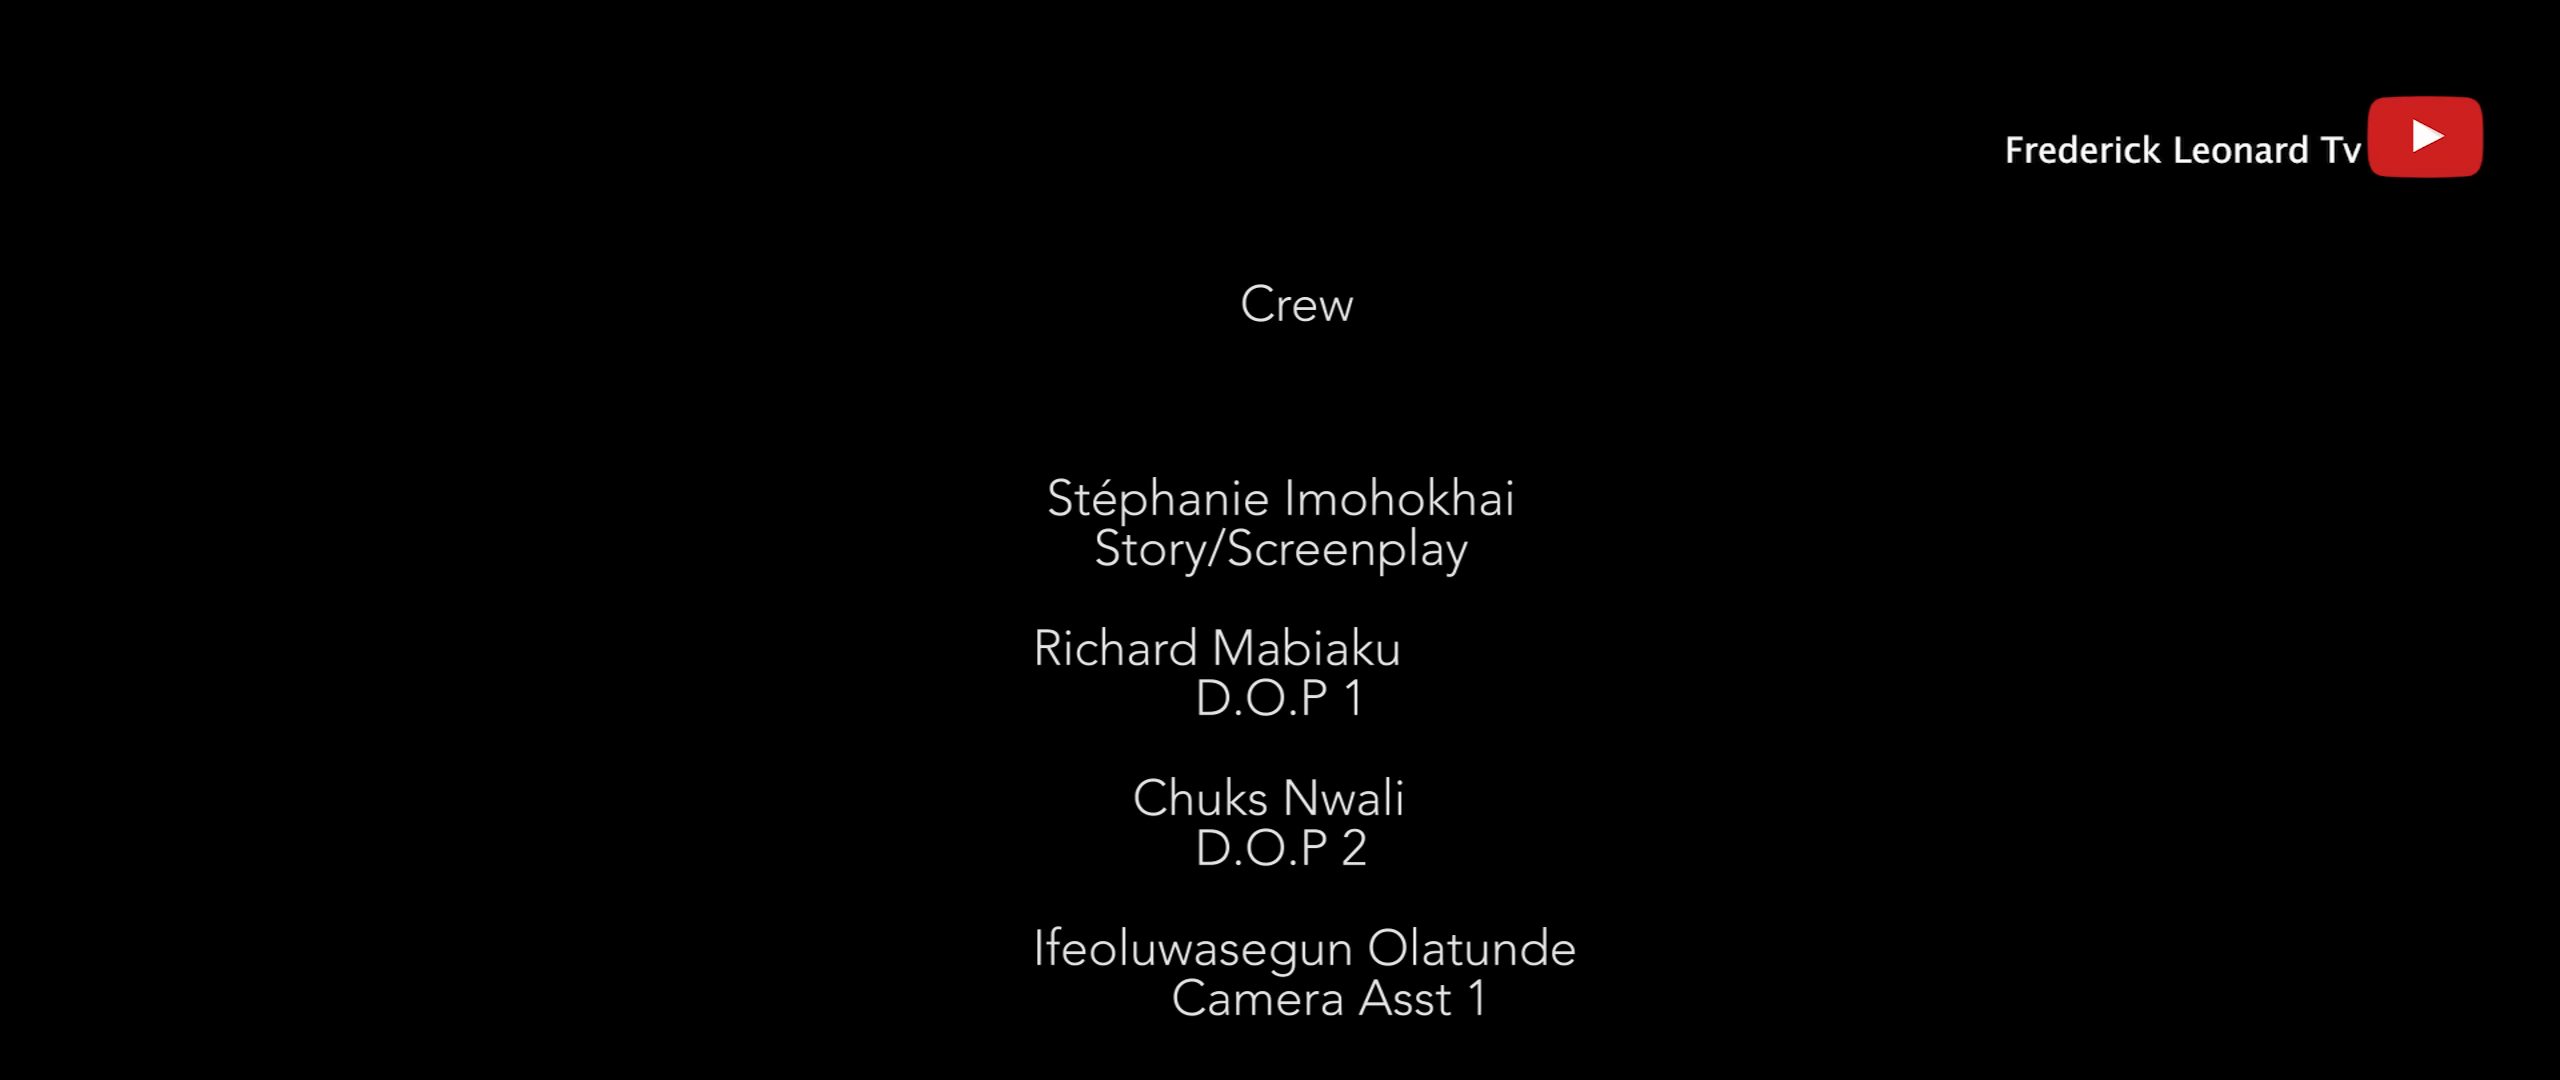 Frederick Leonard Tv
Crew
Stéphanie Imohokhai
Story/Screenplay
Richard Mabiaku
D.O.P 1
Chuks Nwali
D.O.P 2
Ifeoluwasegun Olatunde
Camera Asst 1